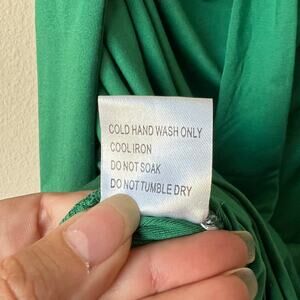 COLD HAND WASH ONLY
COOL IRON
DO NOT SOAK
DO NOT TUMBLE DRY